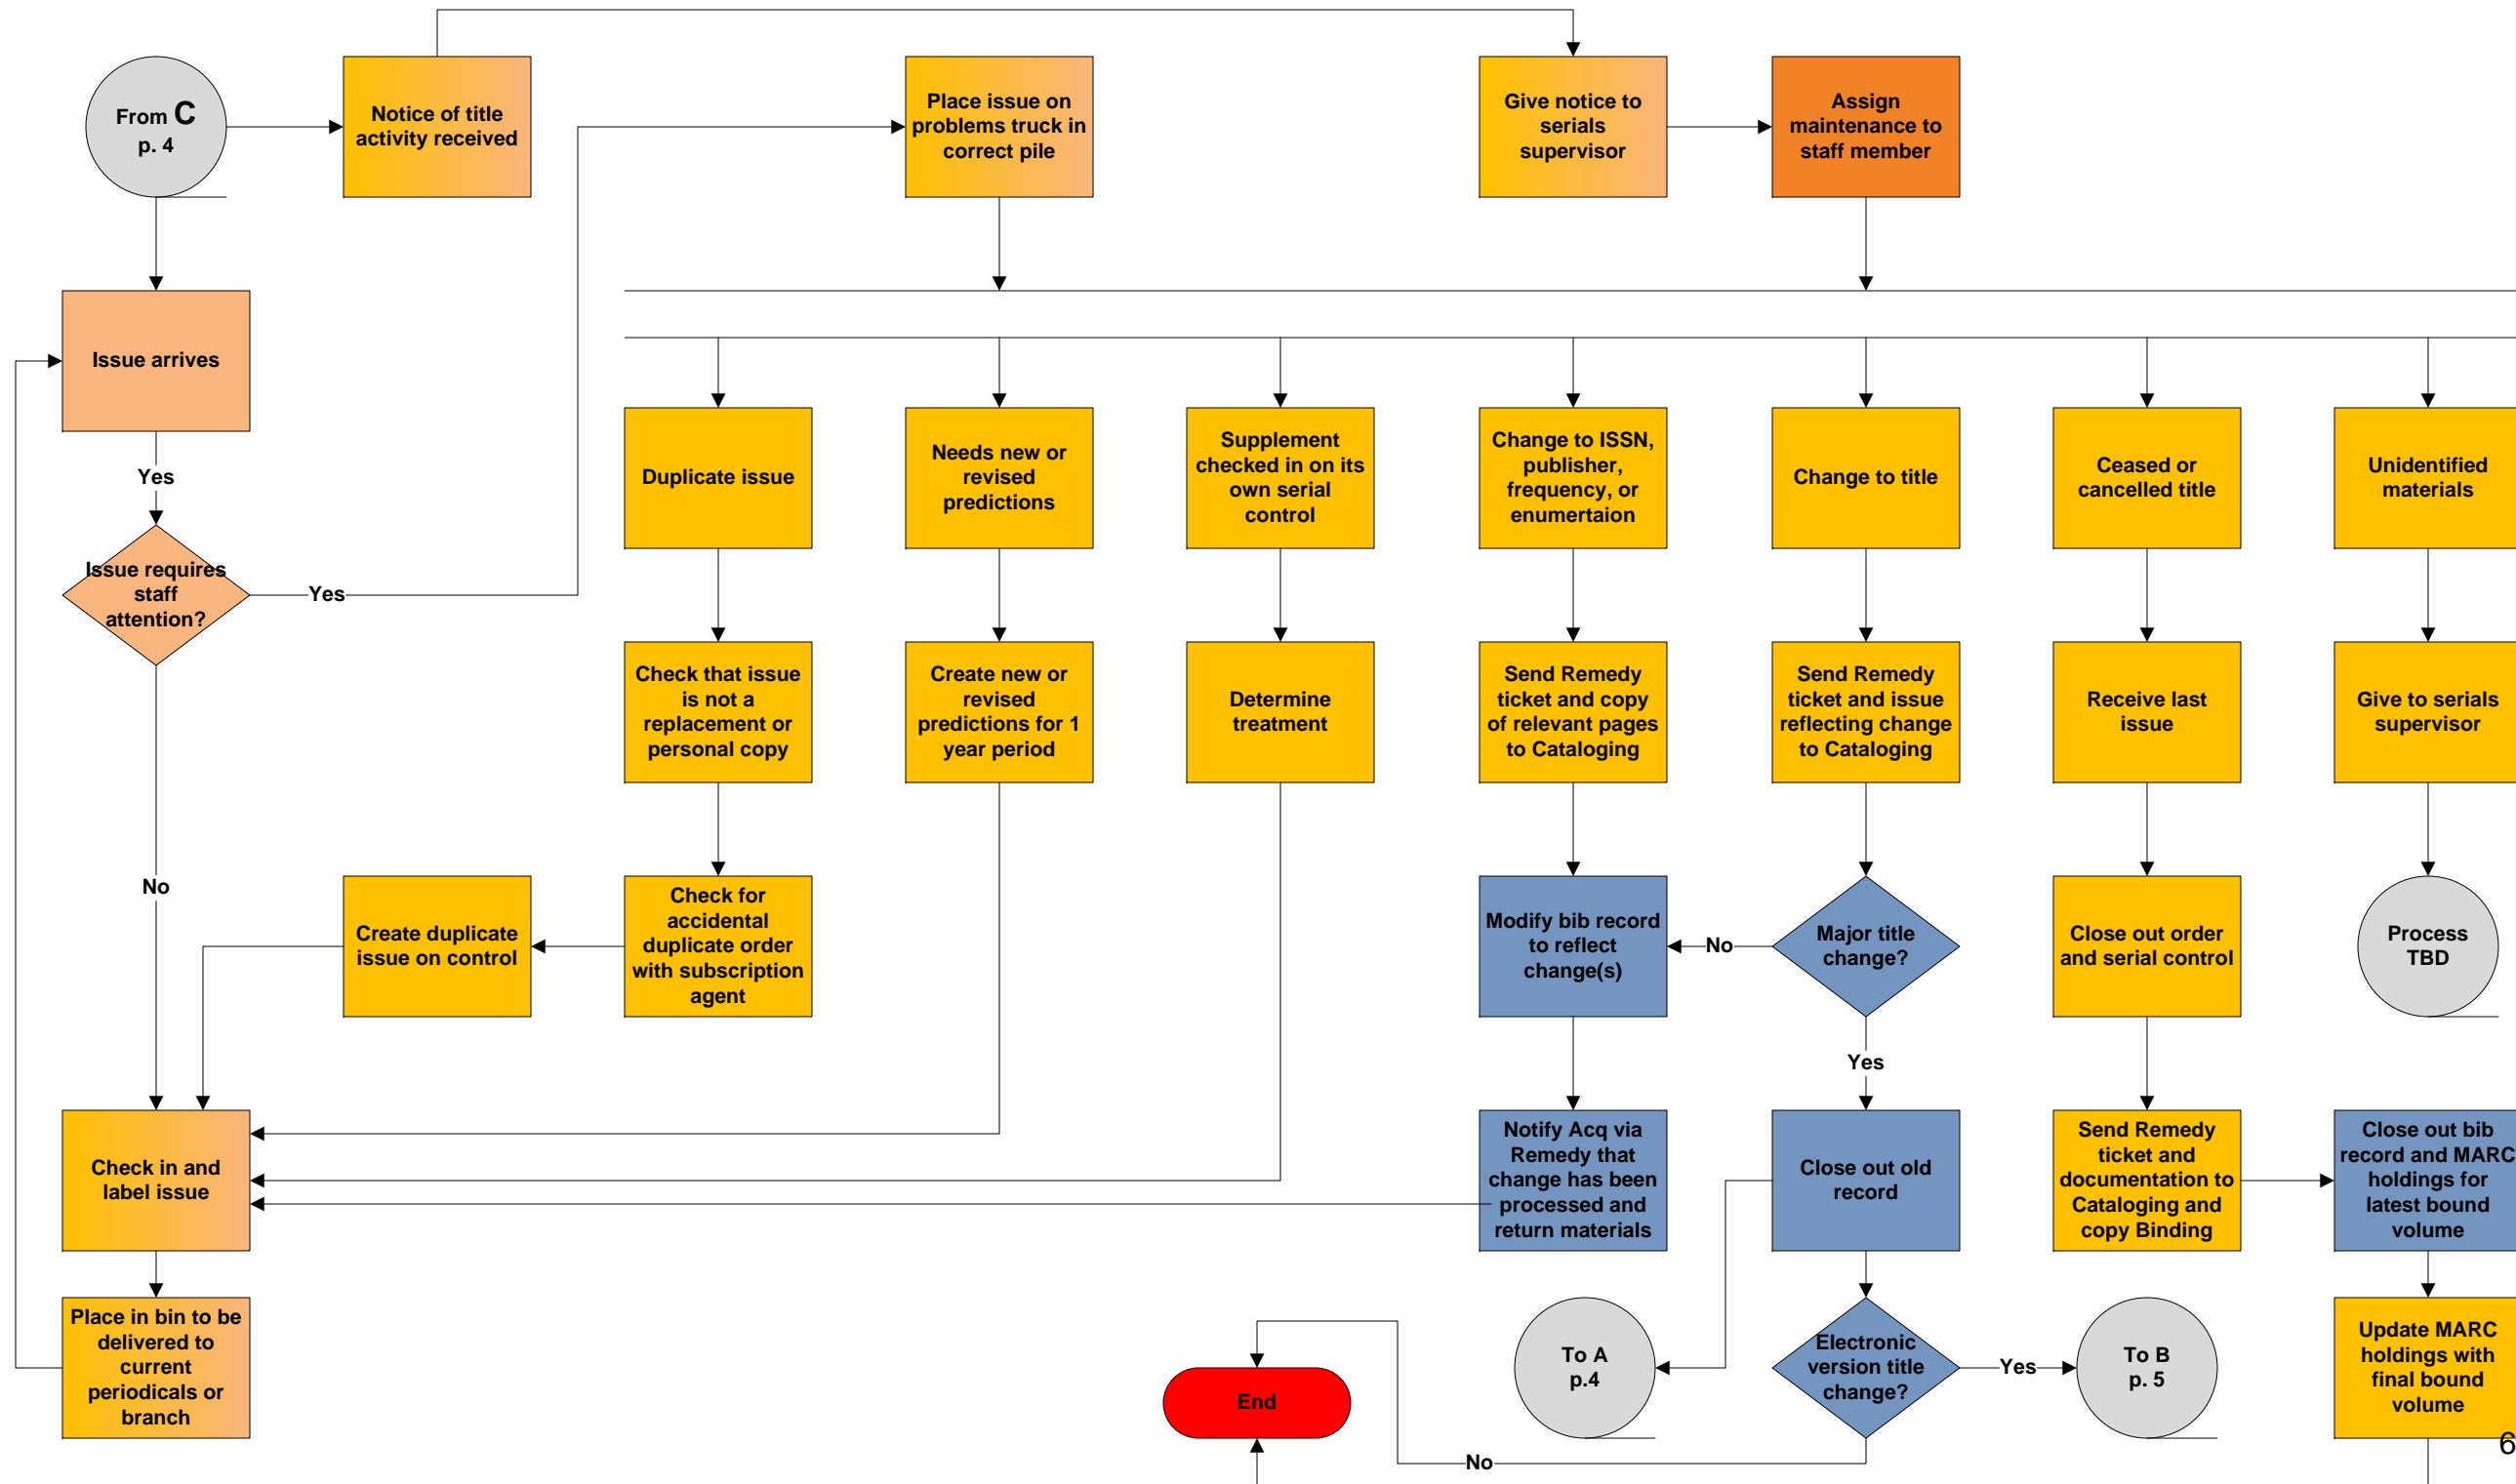 From C
p. 4
Notice of title
activity received
Place issue on
problems truck in
correct pile
Give notice to
serials
supervisor
Assign
maintenance to
staff member
Issue arrives
Yes
Issue requires
staff
attention?
Yes
No
Duplicate issue
Needs new or
revised
predictions
Supplement
checked in on its
own serial
control
Change to ISSN,
publisher,
frequency, or
enumertaion
Change to title
Ceased or
cancelled title
Unidentified
materials
Check that issue
is not a
replacement or
personal copy
Create new or
revised
predictions for 1
year period
Determine
treatment
Send Remedy
ticket and copy
of relevant pages
to Cataloging
Send Remedy
ticket and issue
reflecting change
to Cataloging
Receive last
issue
Give to serials
supervisor
Create duplicate
issue on control
Check for
accidental
duplicate order
with subscription
agent
Modify bib record
to reflect
change(s)
No
Major title
change?
Close out order
and serial control
Process
TBD
Yes
Check in and
label issue
Notify Acq via
Remedy that
change has been
processed and
return materials
Close out old
record
Send Remedy
ticket and
documentation to
Cataloging and
copy Binding
Close out bib
record and MARC
holdings for
latest bound
volume
Place in bin to be
delivered to
current
periodicals or
branch
End
To A
p.4
Electronic
version title
change?
Yes
To B
p. 5
Update MARC
holdings with
final bound
volume
No
6